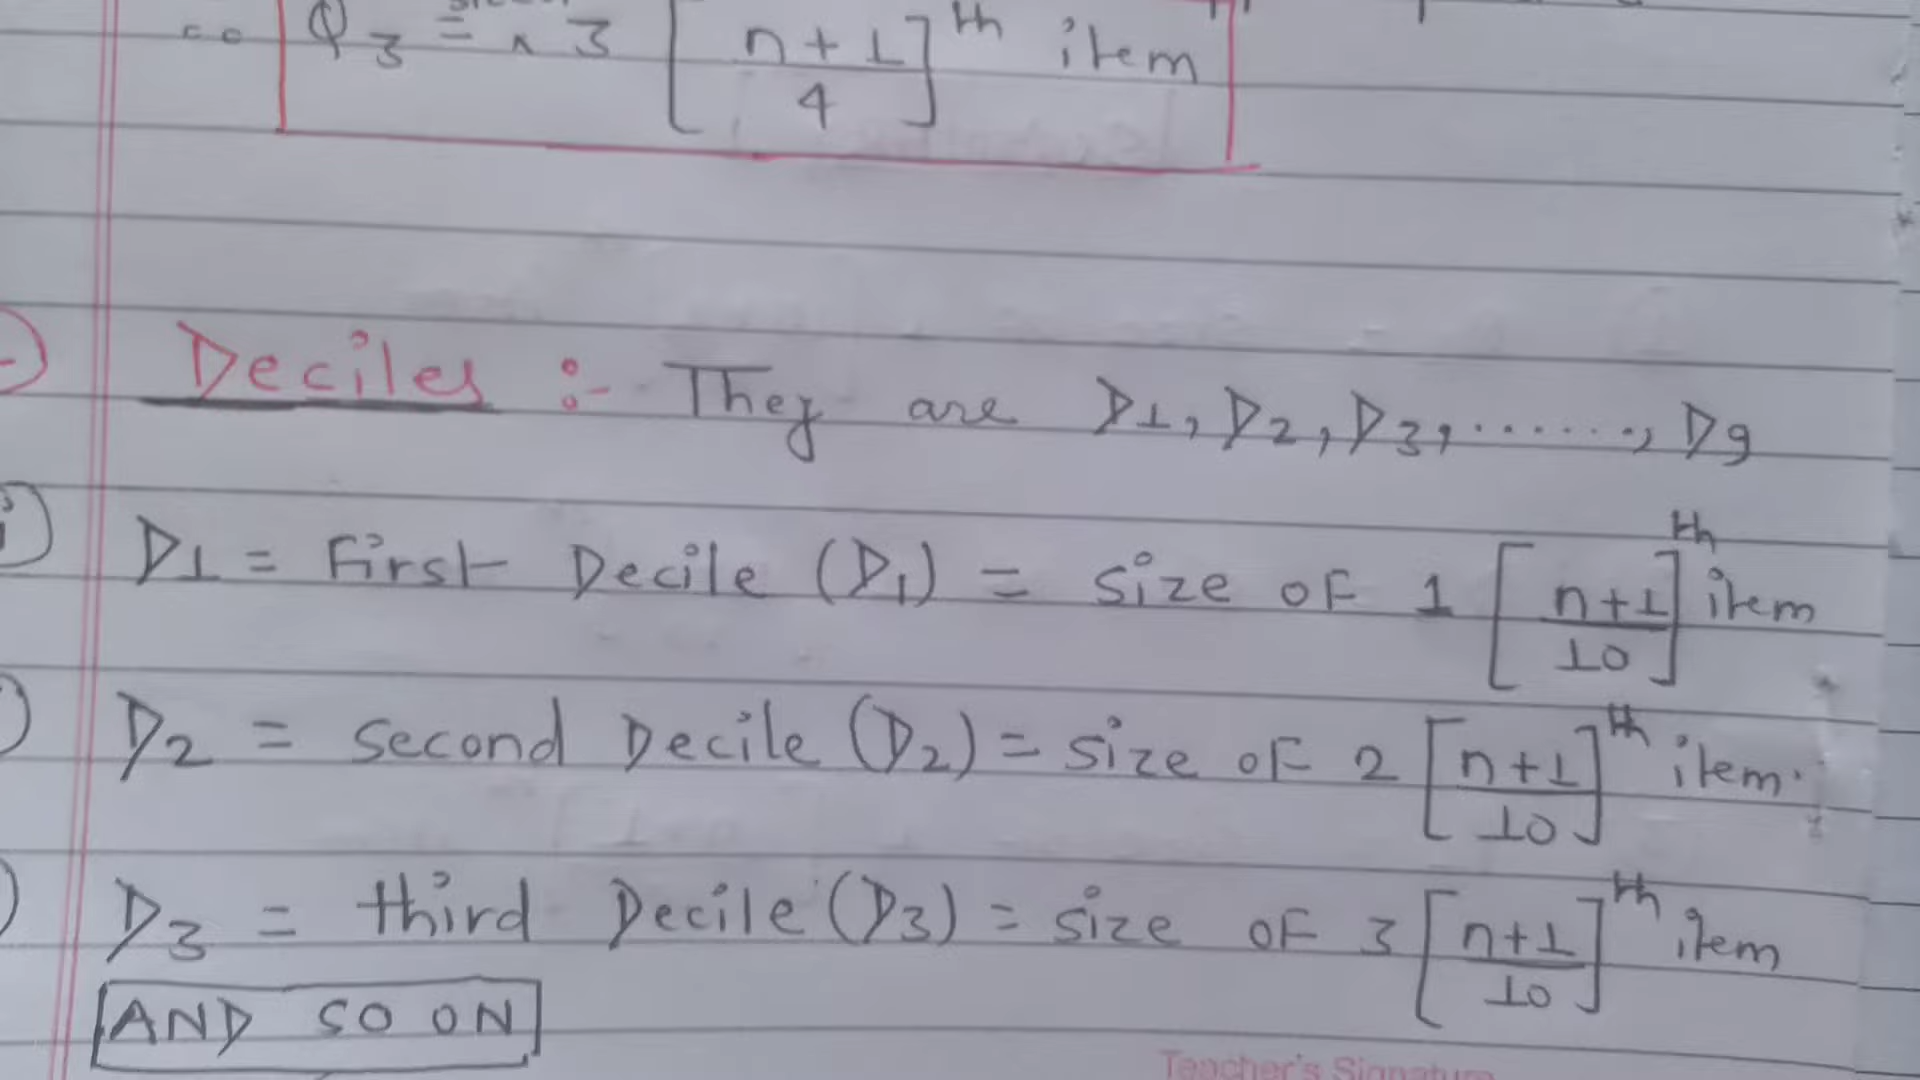 Q3 = 3 [n+1/4]th item
Deciles :- They are D1, D2, D3, ......, D9
i) D1 = First Decile (D1) = size of 1 [n+1/10]th item
) D2 = second Decile (D2) = size of 2 [n+1/10]th item.
) D3 = third Decile (D3) = size of 3 [n+1/10]th item
AND SO ON
Teacher's Signature